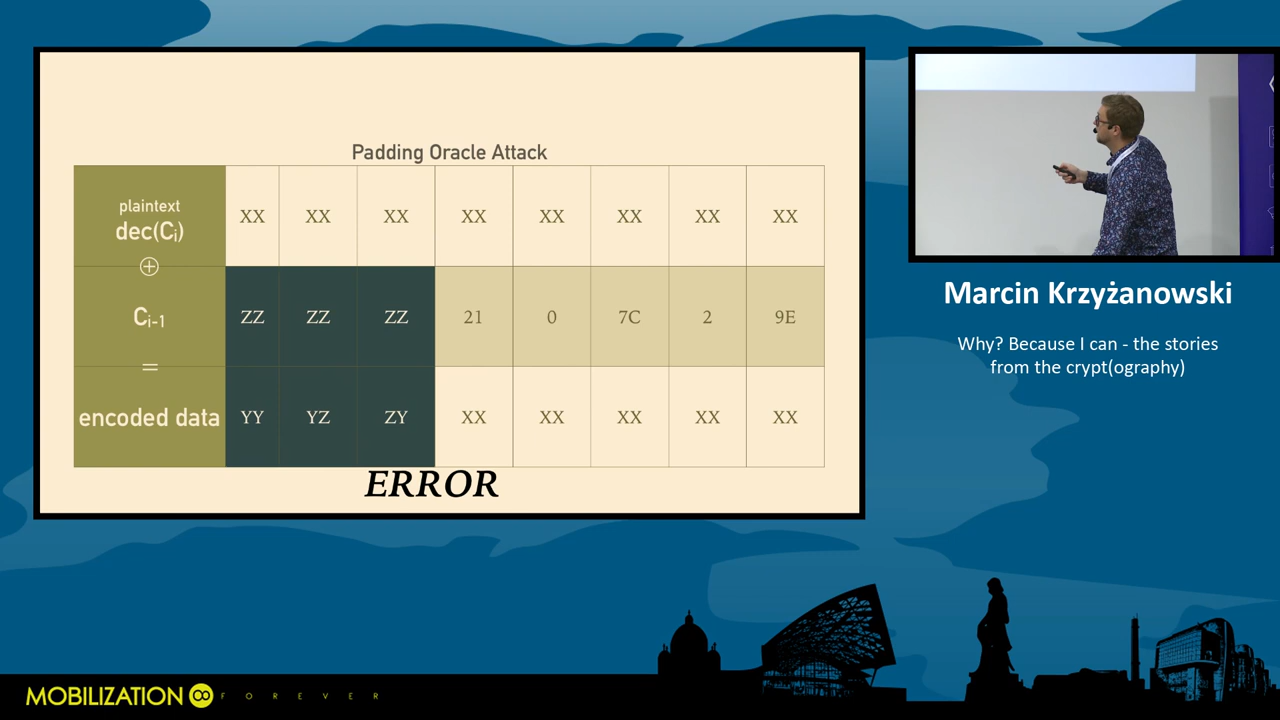 Padding Oracle Attack
plaintext XX XX XX XX XX XX XX XX
dec(Ci)
⊕
Ci-1 ZZ ZZ ZZ 21 0 7C 2 9E
=
encoded data YY YZ ZY XX XX XX XX XX
ERROR
Marcin Krzyżanowski
Why? Because I can - the stories
from the crypt(ography)
MOBILIZATION FOREVER